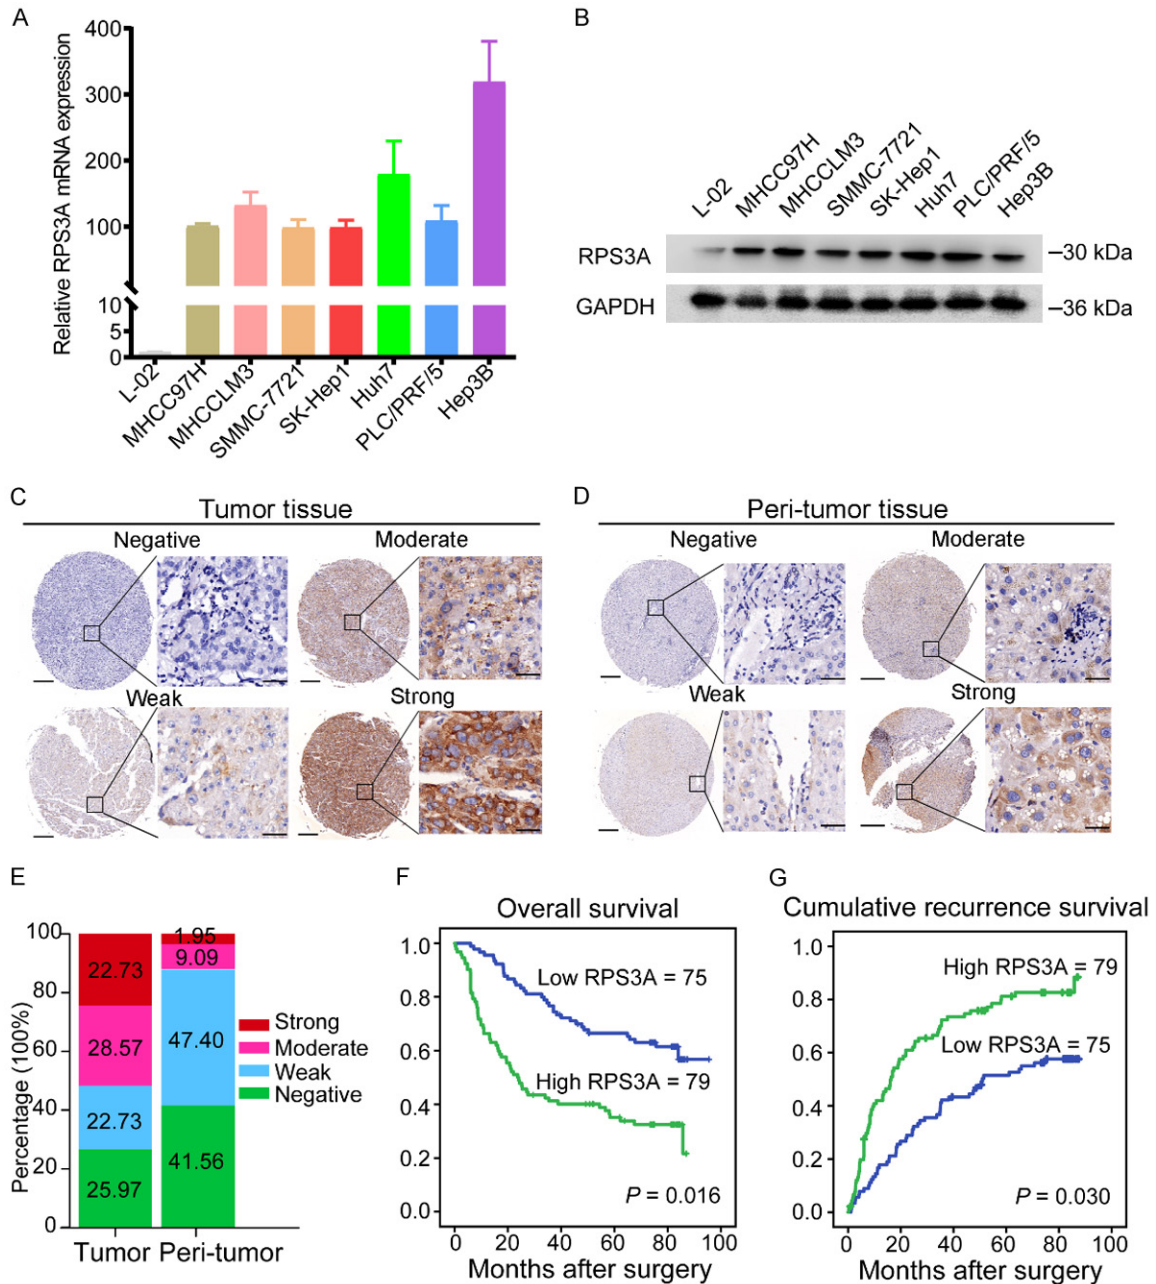 A
Relative RPS3A mRNA expression
400
300
200
100
10
5
0
L-02
MHCC97H
MHCCLM3
SMMC-7721
SK-Hep1
Huh7
PLC/PRF/5
Hep3B
B
L-02
MHCC97H
MHCCLM3
SMMC-7721
SK-Hep1
Huh7
PLC/PRF/5
Hep3B
RPS3A
–30 kDa
GAPDH
–36 kDa
C
Tumor tissue
Negative
Moderate
Weak
Strong
D
Peri-tumor tissue
Negative
Moderate
Weak
Strong
E
Percentage (100%)
100
80
60
40
20
0
22.73
28.57
22.73
25.97
1.95
9.09
47.40
41.56
Strong
Moderate
Weak
Negative
Tumor Peri-tumor
F
Overall survival
1.0
0.8
0.6
0.4
0.2
0.0
Low RPS3A = 75
High RPS3A = 79
P = 0.016
0 20 40 60 80 100
Months after surgery
G
Cumulative recurrence survival
1.0
0.8
0.6
0.4
0.2
0.0
High RPS3A = 79
Low RPS3A = 75
P = 0.030
0 20 40 60 80 100
Months after surgery